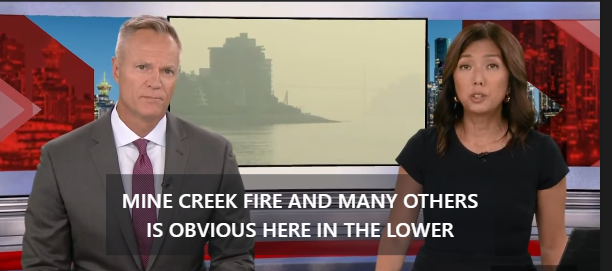 MINE CREEK FIRE AND MANY OTHERS
IS OBVIOUS HERE IN THE LOWER